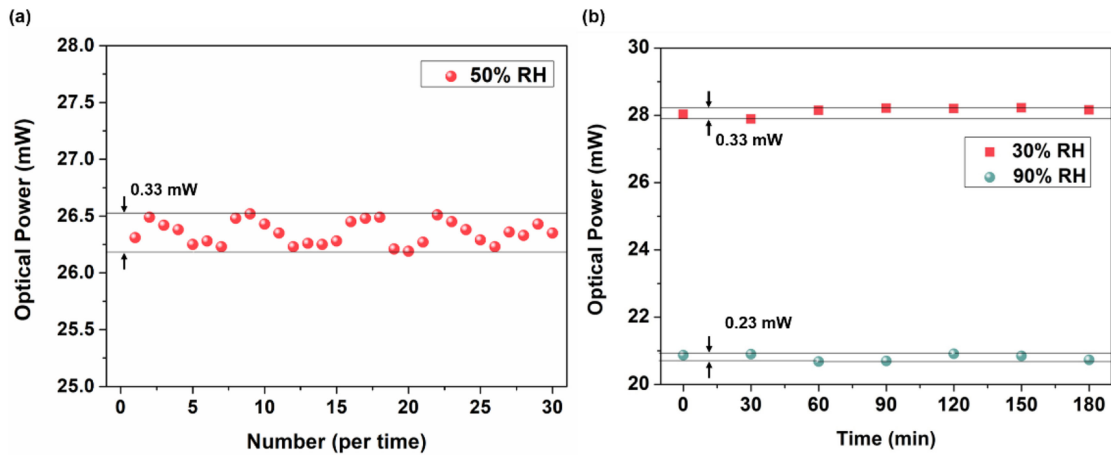 (a)
28.0
27.5
27.0
26.5
26.0
25.5
25.0
Optical Power (mW)
50% RH
0.33 mW
0 5 10 15 20 25 30
Number (per time)
(b)
30
28
26
24
22
20
Optical Power (mW)
0.33 mW
30% RH
90% RH
0.23 mW
0 30 60 90 120 150 180
Time (min)